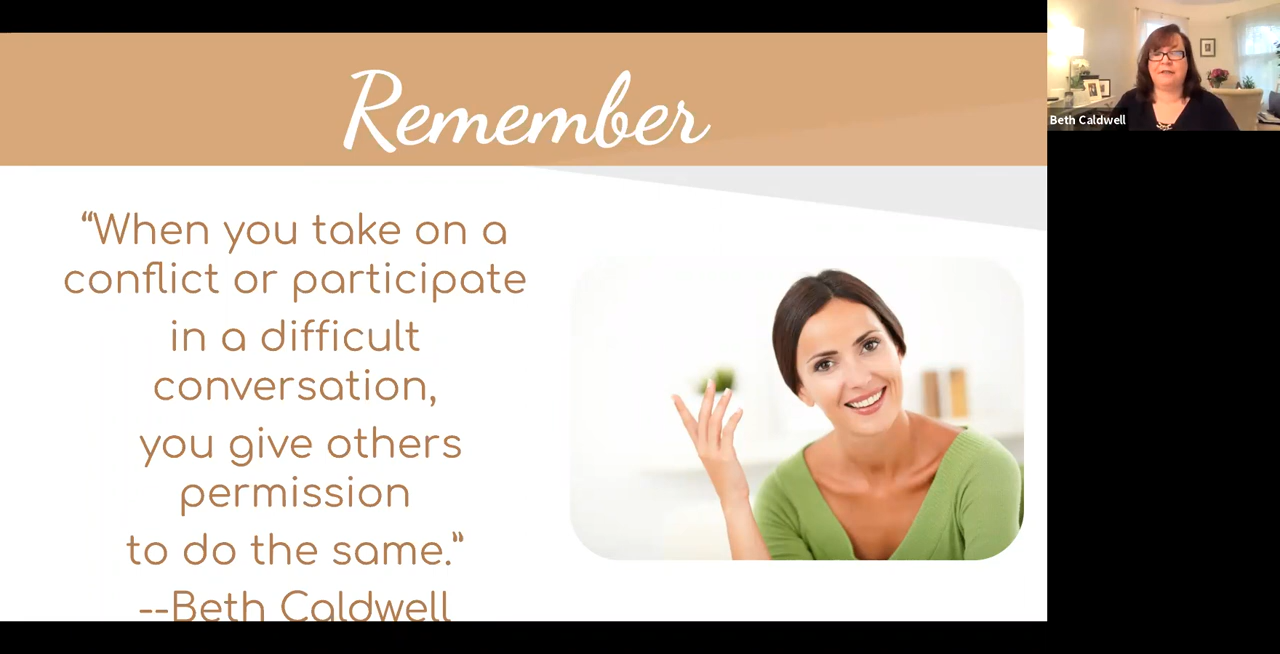 Remember
“When you take on a
conflict or participate
in a difficult
conversation,
you give others
permission
to do the same.”
--Beth Caldwell
Beth Caldwell